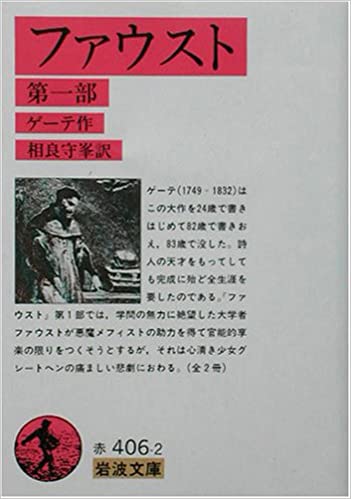 ファウスト
第一部
ゲーテ作
相良守峯訳
ゲーテ(1749‐1832)は
この大作を24歳で書き
はじめて82歳で書きお
え，83歳で没した。詩
人の天才をもってして
も完成に殆ど全生涯を
要したのである。『ファ
ウスト』第1部では，学問の無力に絶望した大学者
ファウストが悪魔メフィストの助力を得て官能的享
楽の限りをつくそうとするが，それは心清き少女グ
レートヘンの痛ましい悲劇におわる。(全2冊)
赤 406-2
岩波文庫